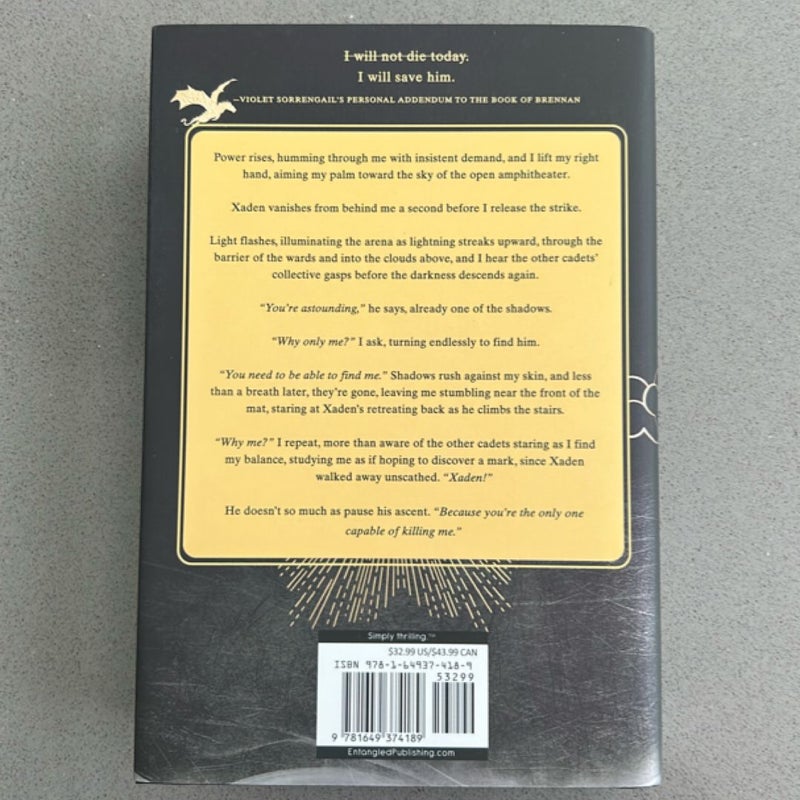 I will not die today.
I will save him.
—VIOLET SORRENGAIL'S PERSONAL ADDENDUM TO THE BOOK OF BRENNAN
Power rises, humming through me with insistent demand, and I lift my right
hand, aiming my palm toward the sky of the open amphitheater.
Xaden vanishes from behind me a second before I release the strike.
Light flashes, illuminating the arena as lightning streaks upward, through the
barrier of the wards and into the clouds above, and I hear the other cadets'
collective gasps before the darkness descends again.
"You're astounding," he says, already one of the shadows.
"Why only me?" I ask, turning endlessly to find him.
"You need to be able to find me." Shadows rush against my skin, and less
than a breath later, they're gone, leaving me stumbling near the front of the
mat, staring at Xaden's retreating back as he climbs the stairs.
"Why me?" I repeat, more than aware of the other cadets staring as I find
my balance, studying me as if hoping to discover a mark, since Xaden
walked away unscathed. "Xaden!"
He doesn't so much as pause his ascent. "Because you're the only one
capable of killing me."
Simply thrilling.™
$32.99 US/$43.99 CAN
ISBN 978-1-64937-418-9
53299
9 781649 374189
EntangledPublishing.com